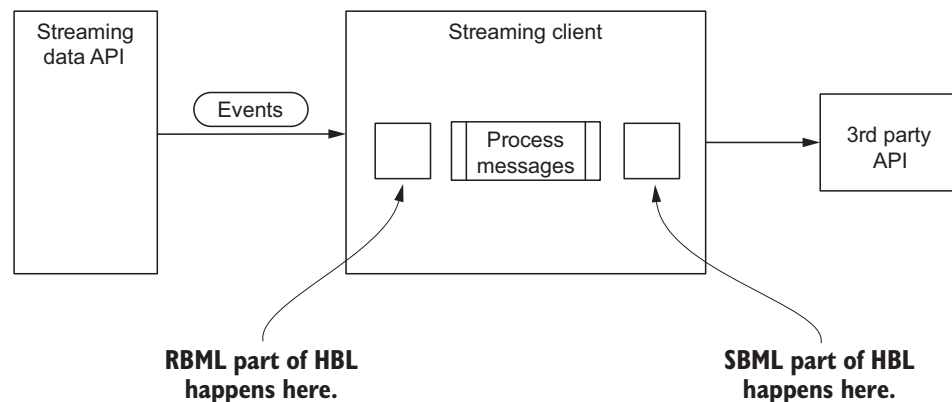 Streaming
data API
Events
Streaming client
Process
messages
3rd party
API
RBML part of HBL
happens here.
SBML part of HBL
happens here.